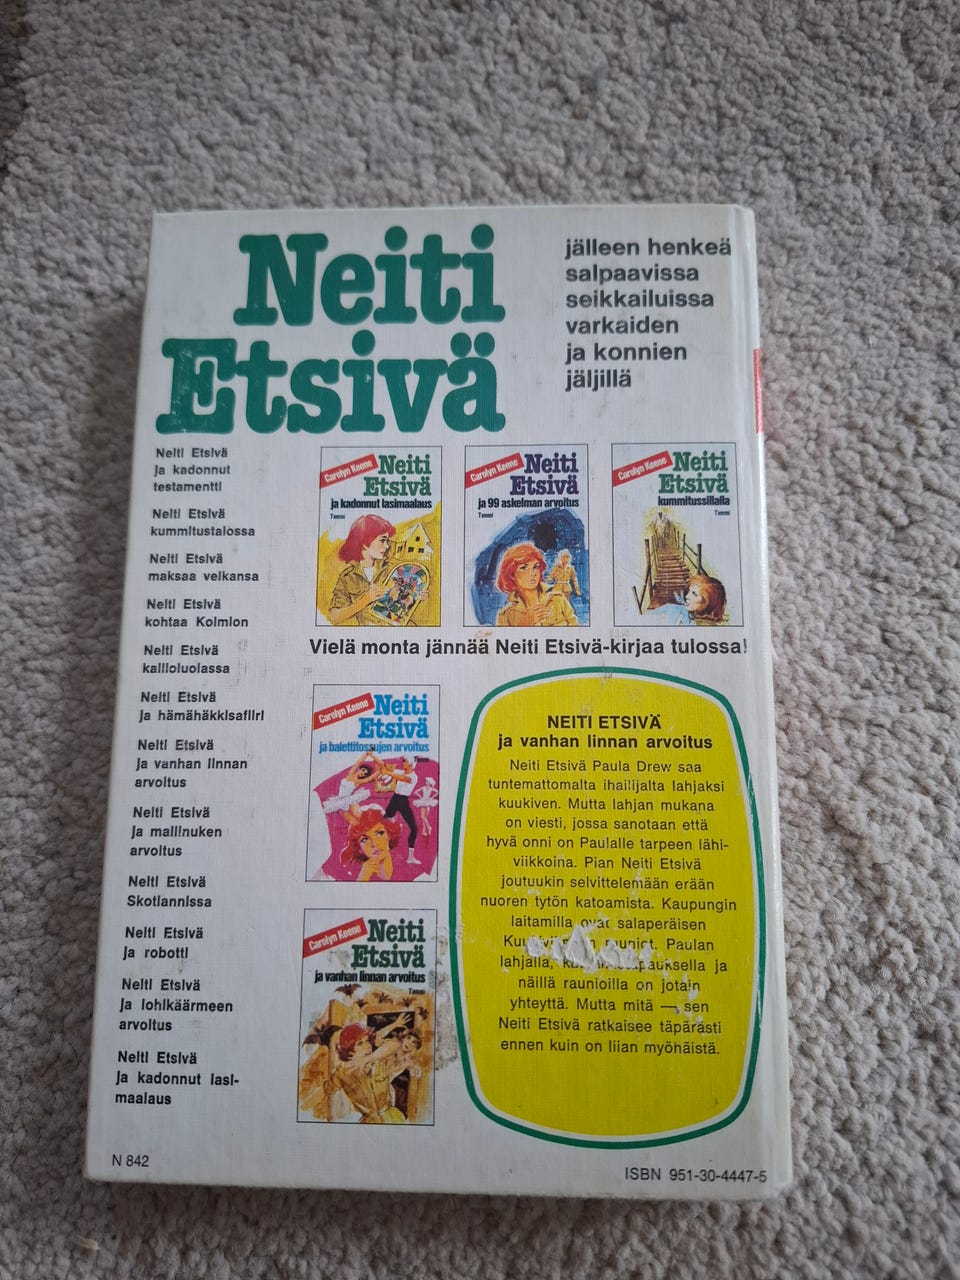 Neiti
Etsivä
jälleen henkeä
salpaavissa
seikkailuissa
varkaiden
ja konnien
jäljillä
Neiti Etsivä
ja kadonnut
testamentti
Neiti Etsivä
kummitustalossa
Neiti Etsivä
maksaa velkansa
Neiti Etsivä
kohtaa Kolmion
Neiti Etsivä
kallioluolassa
Neiti Etsivä
ja hämähäkkisafiiri
Neiti Etsivä
ja vanhan linnan
arvoitus
Neiti Etsivä
ja mallinuken
arvoitus
Neiti Etsivä
Skotlannissa
Neiti Etsivä
ja robotti
Neiti Etsivä
ja lohikäärmeen
arvoitus
Neiti Etsivä
ja kadonnut lasi-
maalaus
Carolyn Keene
Neiti
Etsivä
ja kadonnut lasimaalaus
Tammi
Carolyn Keene
Neiti
Etsivä
ja 99 askelman arvoitus
Tammi
Carolyn Keene
Neiti
Etsivä
kummitussillalla
Tammi
Vielä monta jännää Neiti Etsivä-kirjaa tulossa!
Carolyn Keene
Neiti
Etsivä
ja balettitossujen arvoitus
Tammi
Carolyn Keene
Neiti
Etsivä
ja vanhan linnan arvoitus
Tammi
NEITI ETSIVÄ
ja vanhan linnan arvoitus
Neiti Etsivä Paula Drew saa
tuntemattomalta ihailijalta lahjaksi
kuukiven. Mutta lahjan mukana
on viesti, jossa sanotaan että
hyvä onni on Paulalle tarpeen lähi-
viikkoina. Pian Neiti Etsivä
joutuukin selvittelemään erään
nuoren tytön katoamista. Kaupungin
laitamilla ovat salaperäisen
rauniot. Paulan
lahjalla, ja
näillä raunioilla on jotain
yhteyttä. Mutta mitä — sen
Neiti Etsivä ratkaisee täpärästi
ennen kuin on liian myöhäistä.
N 842
ISBN 951-30-4447-5